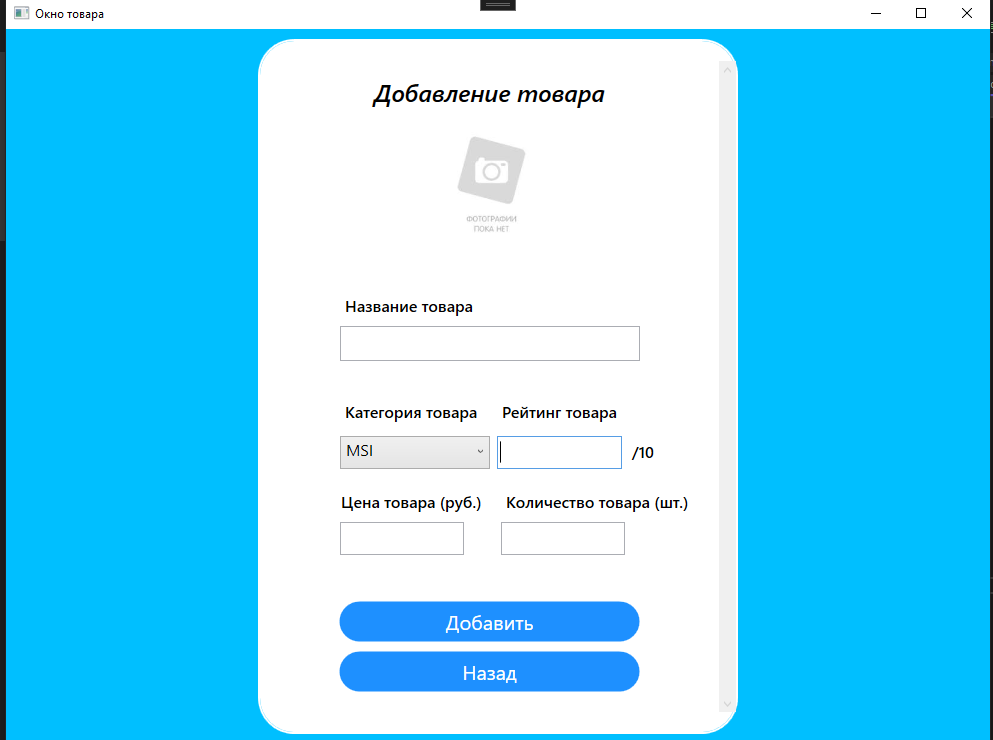 Окно товара
Добавление товара
ФОТОГРАФИИ
ПОКА НЕТ
Название товара
Категория товара Рейтинг товара
MSI /10
Цена товара (руб.) Количество товара (шт.)
Добавить
Назад